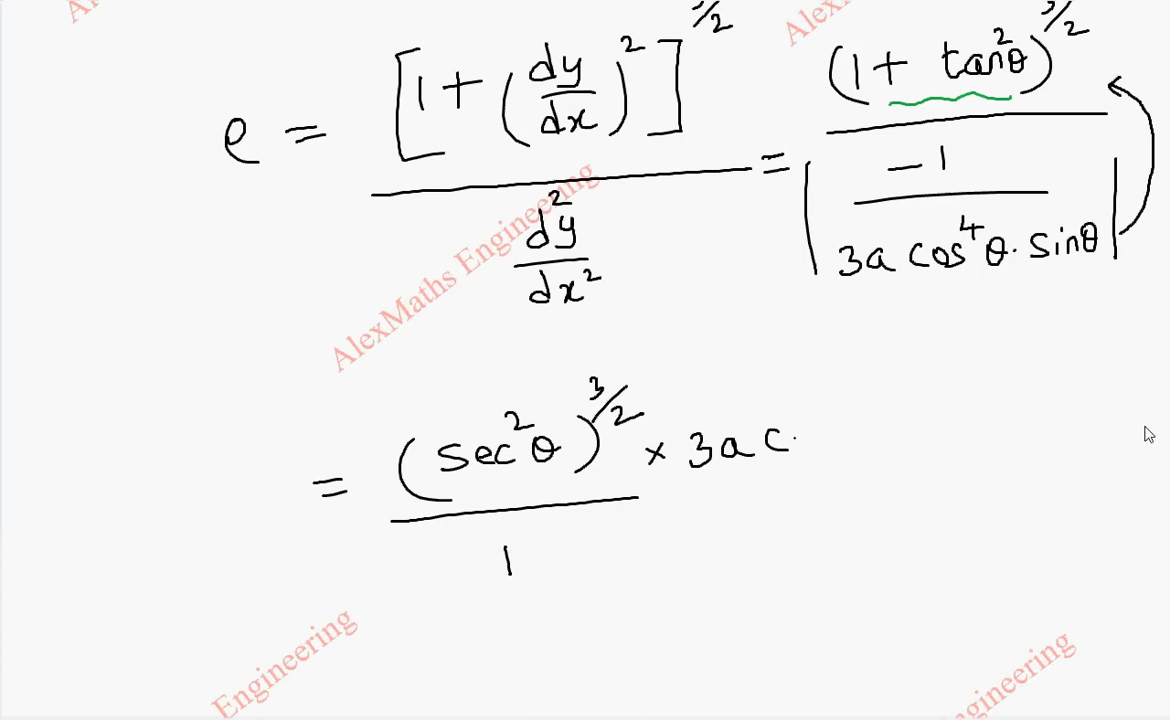 ρ = [1 + (dy/dx)²]^3/2 / d²y/dx² = (1 + tan²θ)^3/2 / | -1 / 3a cos⁴θ · sinθ |
= (sec²θ)^3/2 / 1 × 3a c
AlexMaths Engineering
Engineering
gineering